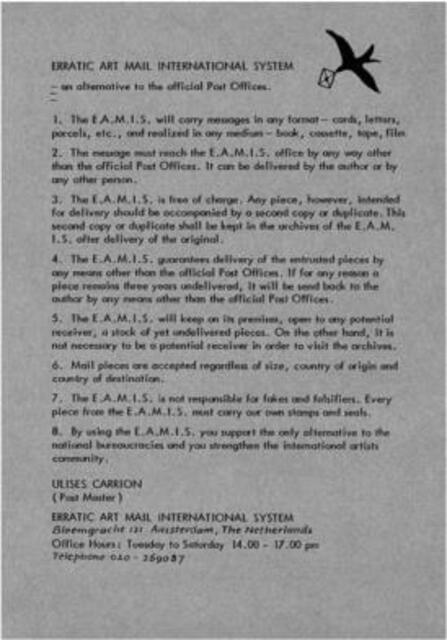 ERRATIC ART MAIL INTERNATIONAL SYSTEM
— an alternative to the official Post Offices.
1. The E.A.M.I.S. will carry messages in any format — cards, letters,
parcels, etc., and realized in any medium — book, cassette, tape, film
2. The message must reach the E.A.M.I.S. office by any way other
than the official Post Offices. It can be delivered by the author or by
any other person.
3. The E.A.M.I.S. is free of charge. Any piece, however, intended
for delivery should be accompanied by a second copy or duplicate. This
second copy or duplicate shall be kept in the archives of the E.A.M.
I.S. after delivery of the original.
4. The E.A.M.I.S. guarantees delivery of the entrusted pieces by
any means other than the official Post Offices. If for any reason a
piece remains three years undelivered, it will be send back to the
author by any means other than the official Post Offices.
5. The E.A.M.I.S. will keep on its premises, open to any potential
receiver, a stock of yet undelivered pieces. On the other hand, it is
not necessary to be a potential receiver in order to visit the archives.
6. Mail pieces are accepted regardless of size, country of origin and
country of destination.
7. The E.A.M.I.S. is not responsible for fakes and falsifiers. Every
piece from the E.A.M.I.S. must carry our own stamps and seals.
8. By using the E.A.M.I.S. you support the only alternative to the
national bureaucracies and you strengthen the international artists
community.
ULISES CARRION
( Post Master )
ERRATIC ART MAIL INTERNATIONAL SYSTEM
Bloemgracht 121 Amsterdam, The Netherlands
Office Hours: Tuesday to Saturday 14.00 - 17.00 pm
Telephone 020 - 269087